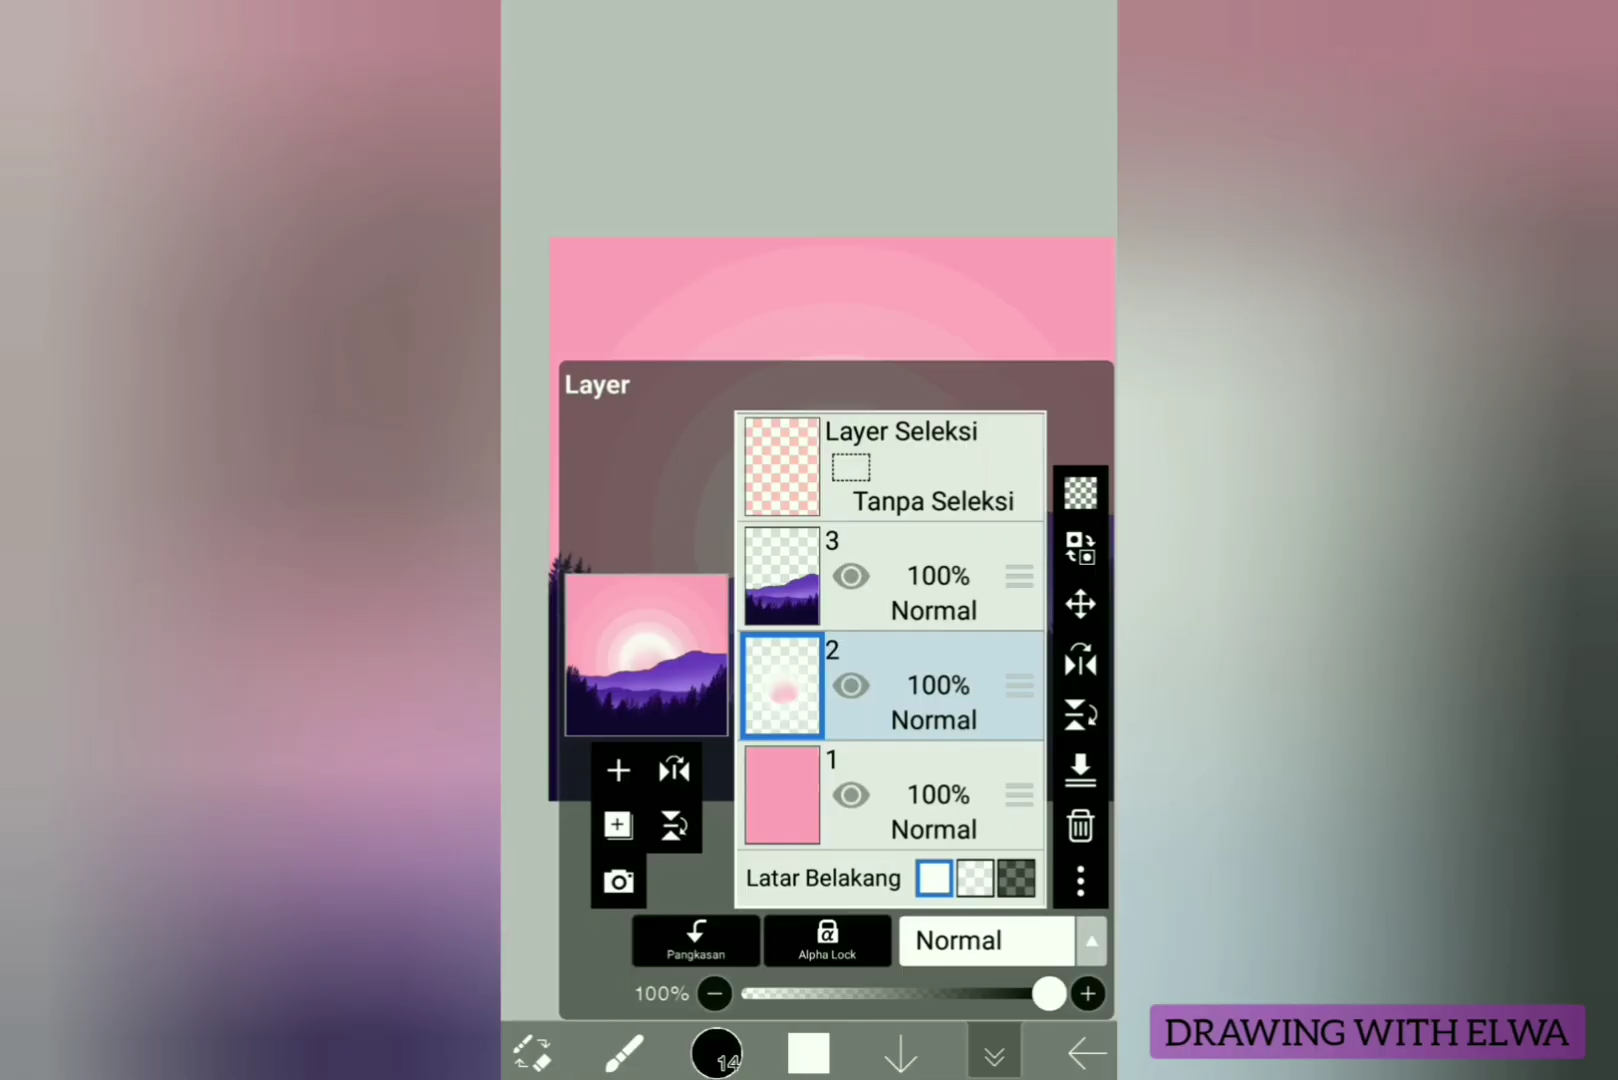 Layer
Layer Seleksi
Tanpa Seleksi
3
100%
Normal
2
100%
Normal
1
100%
Normal
Latar Belakang
Pangkasan
α
Alpha Lock
Normal
100%
14
DRAWING WITH ELWA